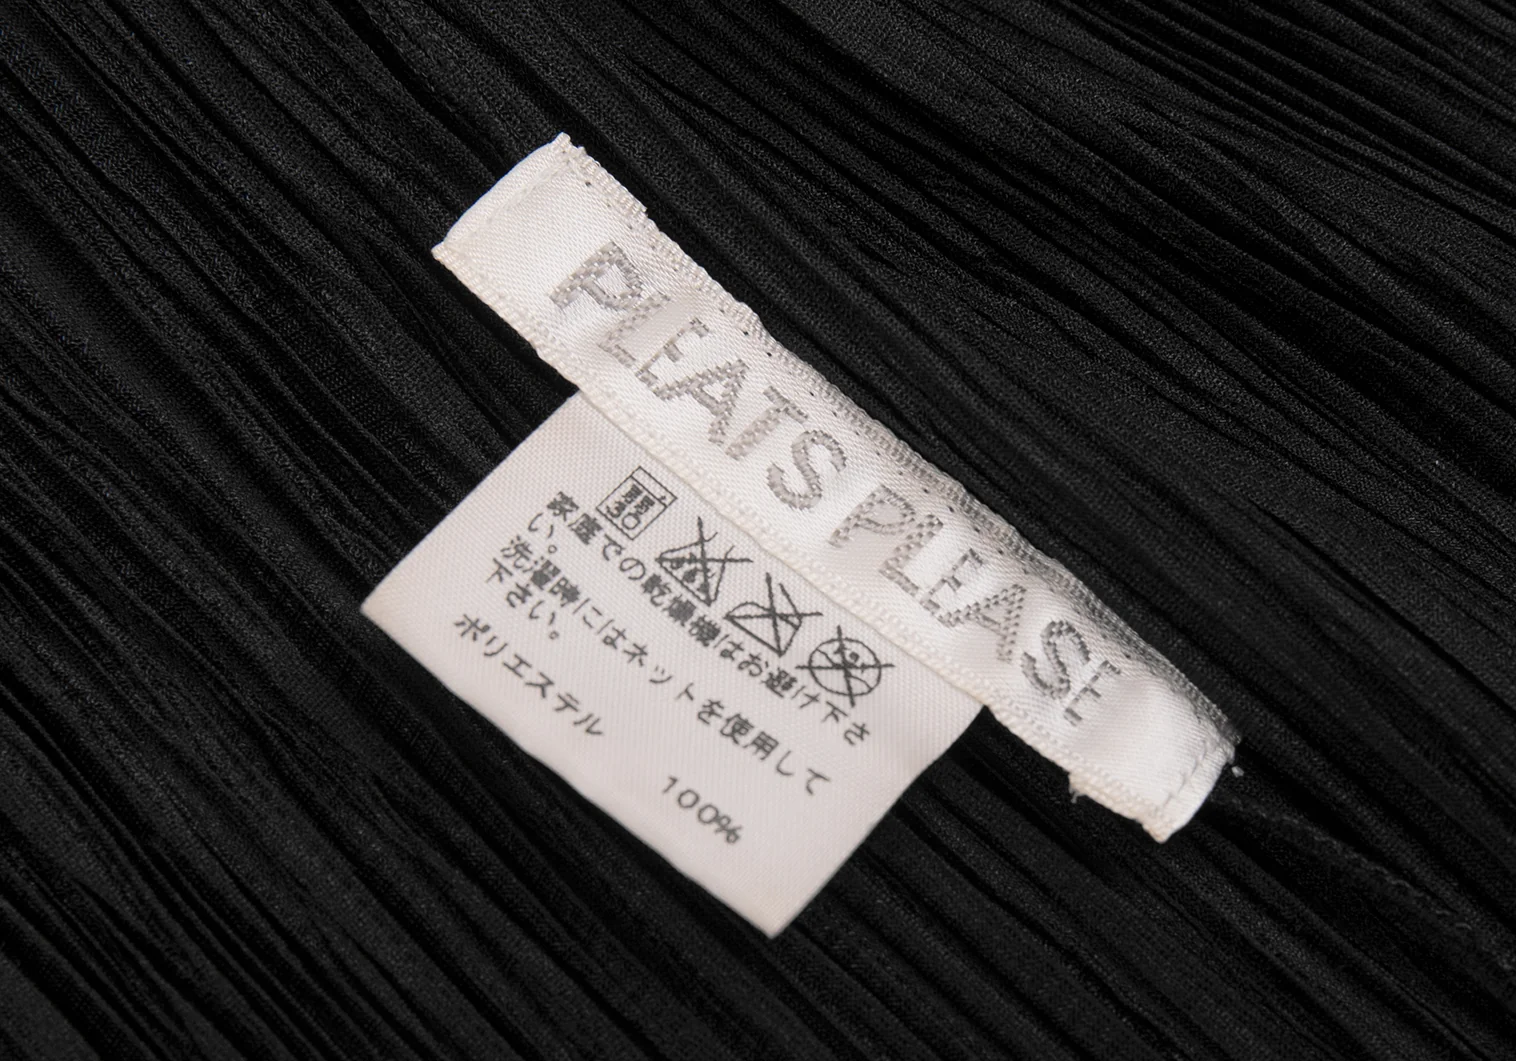 PLEATS PLEASE
弱
30
家庭での乾燥機はお避け下さ
い。
洗濯時にはネットを使用して
下さい。
ポリエステル
100%